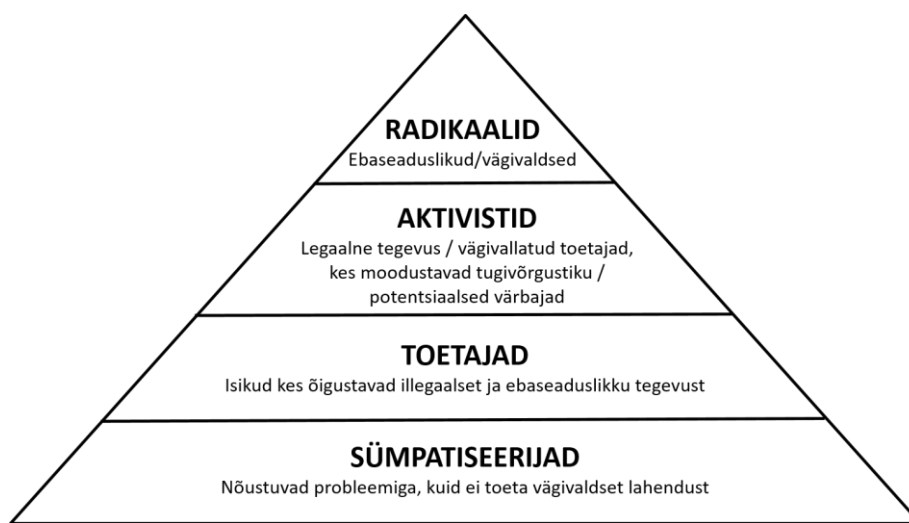 RADIKAALID
Ebaseaduslikud/vägivaldsed
AKTIVISTID
Legaalne tegevus / vägivallatud toetajad,
kes moodustavad tugivõrgustiku /
potentsiaalsed värbajad
TOETAJAD
Isikud kes õigustavad illegaalset ja ebaseaduslikku tegevust
SÜMPATISEERIJAD
Nõustuvad probleemiga, kuid ei toeta vägivaldset lahendust